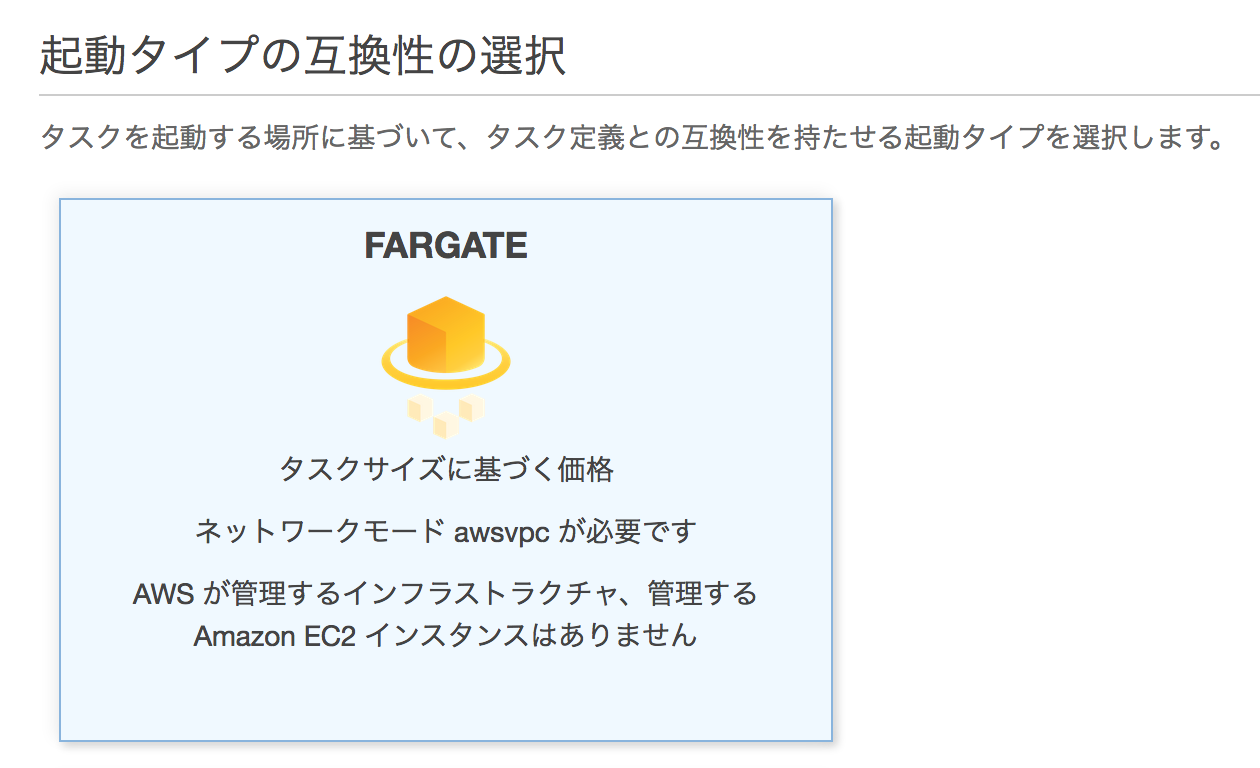 起動タイプの互換性の選択
タスクを起動する場所に基づいて、タスク定義との互換性を持たせる起動タイプを選択します。
FARGATE
タスクサイズに基づく価格
ネットワークモード awsvpc が必要です
AWS が管理するインフラストラクチャ、管理する
Amazon EC2 インスタンスはありません